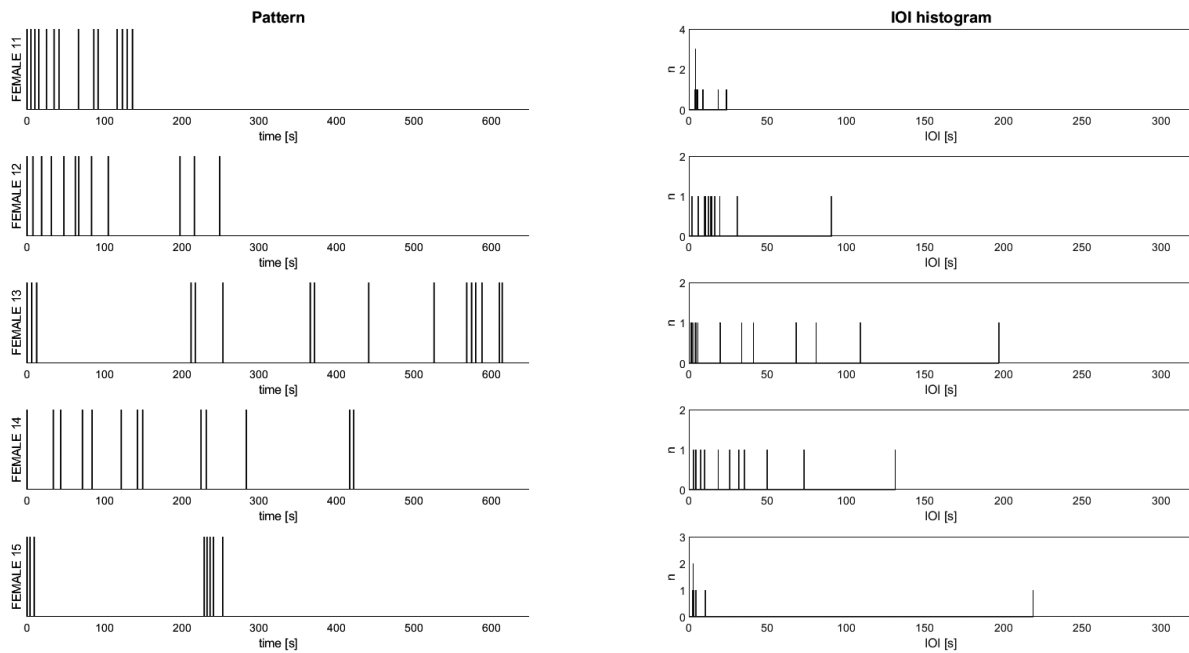 Pattern
IOI histogram
FEMALE 11
0 100 200 300 400 500 600
time [s]
n
4
2
0
0 50 100 150 200 250 300
IOI [s]
FEMALE 12
0 100 200 300 400 500 600
time [s]
n
2
1
0
0 50 100 150 200 250 300
IOI [s]
FEMALE 13
0 100 200 300 400 500 600
time [s]
n
2
1
0
0 50 100 150 200 250 300
IOI [s]
FEMALE 14
0 100 200 300 400 500 600
time [s]
n
2
1
0
0 50 100 150 200 250 300
IOI [s]
FEMALE 15
0 100 200 300 400 500 600
time [s]
n
3
2
1
0
0 50 100 150 200 250 300
IOI [s]